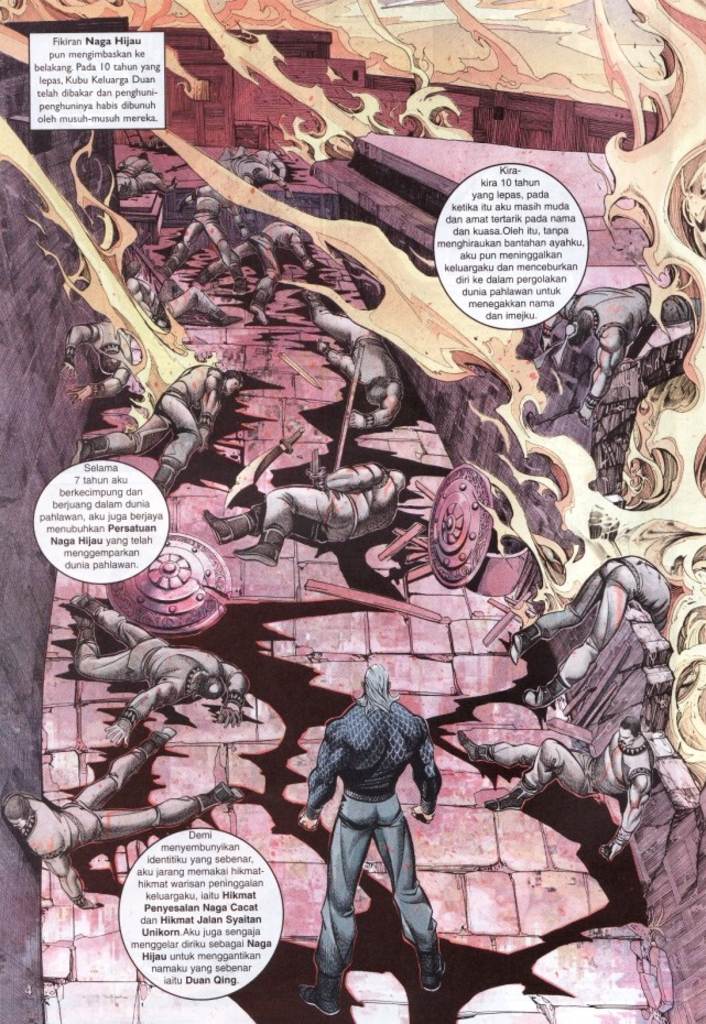 Fikiran Naga Hijau
pun mengimbaskan ke
belakang. Pada 10 tahun yang
lepas, Kubu Keluarga Duan
telah dibakar dan penghuni-
penghuninya habis dibunuh
oleh musuh-musuh mereka.
Kira-
kira 10 tahun
yang lepas, pada
ketika itu aku masih muda
dan amat tertarik pada nama
dan kuasa.Oleh itu, tanpa
menghiraukan bantahan ayahku,
aku pun meninggalkan
keluargaku dan menceburkan
diri ke dalam pergolakan
dunia pahlawan untuk
menegakkan nama
dan imejku.
Selama
7 tahun aku
berkecimpung dan
berjuang dalam dunia
pahlawan, aku juga berjaya
menubuhkan Persatuan
Naga Hijau yang telah
menggemparkan
dunia pahlawan.
Demi
menyembunyikan
identitiku yang sebenar,
aku jarang memakai hikmat-
hikmat warisan peninggalan
keluargaku, iaitu Hikmat
Penyesalan Naga Cacat
dan Hikmat Jalan Syaitan
Unikorn.Aku juga sengaja
menggelar diriku sebagai Naga
Hijau untuk menggantikan
namaku yang sebenar
iaitu Duan Qing.
4